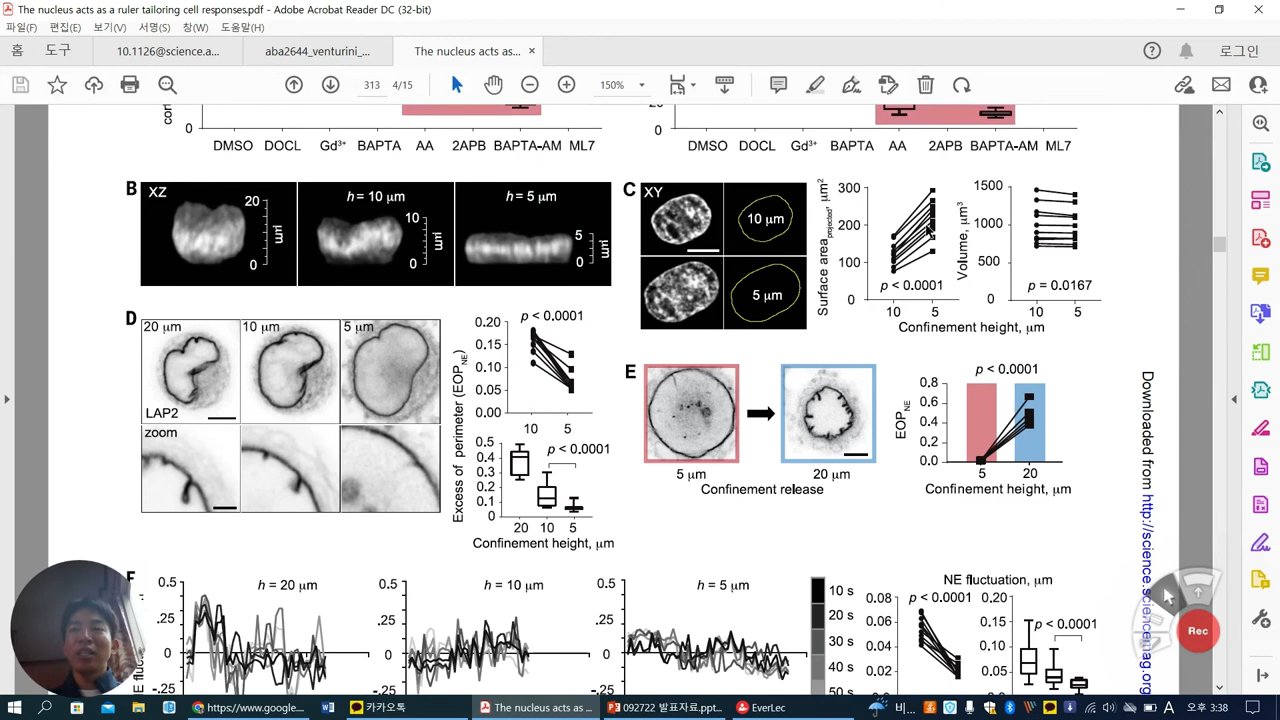 The nucleus acts as a ruler tailoring cell responses.pdf - Adobe Acrobat Reader DC (32-bit)
파일(F) 편집(E) 보기(V) 서명(S) 창(W) 도움말(H)
홈 도구 10.1126@science.a... aba2644_venturini_... The nucleus acts as... × 로그인
313 4/15 150%
0 0
DMSO DOCL Gd³⁺ BAPTA AA 2APB BAPTA-AM ML7
DMSO DOCL Gd³⁺ BAPTA AA 2APB BAPTA-AM ML7
B XZ h = 10 μm h = 5 μm
20 0 μm
10 0 μm
5 0 μm
C XY
10 μm
5 μm
Surface area projected, μm²
300
200
100
0
p < 0.0001
10 5
Volume, μm³
1500
1000
500
0
p = 0.0167
10 5
Confinement height, μm
D
20 μm 10 μm 5 μm
LAP2
zoom
Excess of perimeter (EOP NE)
p < 0.0001
0.20
0.15
0.10
0.05
0.00
10 5
0.5
0.4
0.3
0.2
0.1
0
p < 0.0001
20 10 5
Confinement height, μm
E
5 μm 20 μm
Confinement release
p < 0.0001
EOP NE
0.8
0.6
0.4
0.2
0.0
5 20
Confinement height, μm
Downloaded from http://science.sciencemag.org
0.5 h = 20 μm 0.5 h = 10 μm 0.5 h = 5 μm
.25 .25 .25
0 0 0
-.25 -.25 -.25
10 s
20 s
30 s
40 s
50 s
NE fluctuation, μm
0.08
0.06
0.04
0.02
0.00
p < 0.0001
0.20
0.15
0.10
0.05
0.00
p < 0.0001
Rec
https://www.google... 카카오톡 The nucleus acts as... 092722 발표자료.ppt... EverLec 비... A 오후 3:38